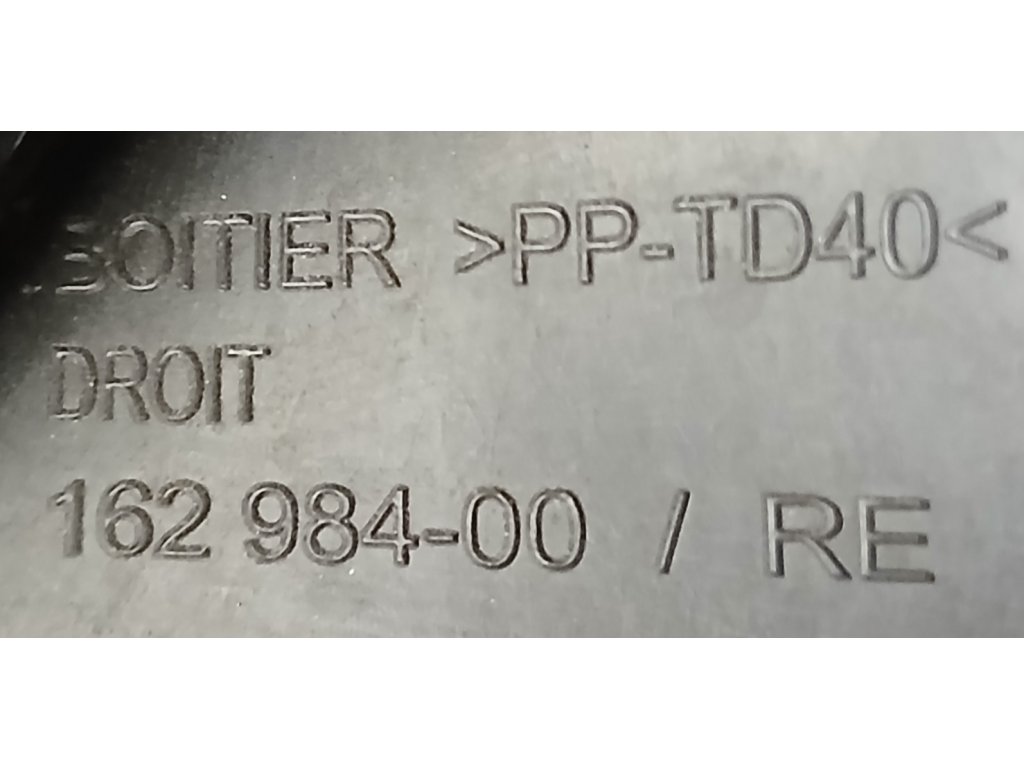 BOITIER >PP-TD40<
DROIT
162 984-00 / RE